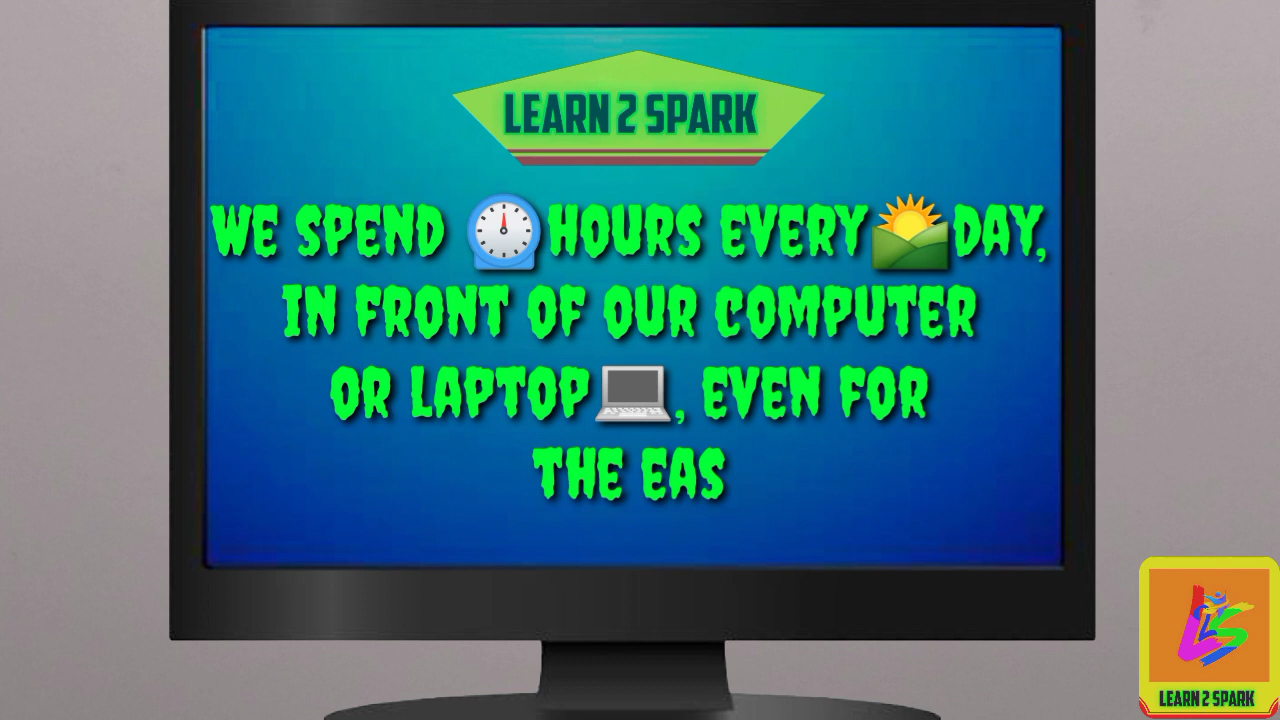 LEARN 2 SPARK
WE SPEND 🕛HOURS EVERY🌄DAY,
IN FRONT OF OUR COMPUTER
OR LAPTOP💻, EVEN FOR
THE EAS
LEARN 2 SPARK